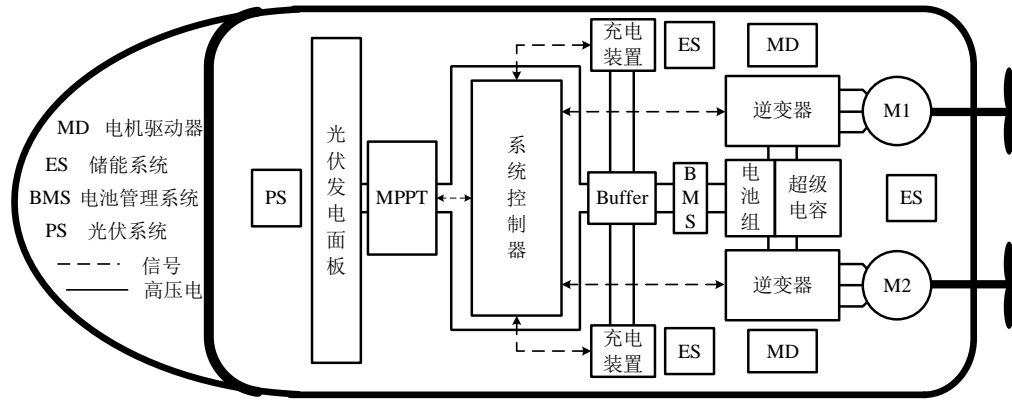 MD 电机驱动器
ES 储能系统
BMS 电池管理系统
PS 光伏系统
信号
高压电
PS
光伏发电面板
MPPT
系统控制器
充电
装置
ES
MD
逆变器
M1
Buffer
BMS
电池组
超级
电容
ES
逆变器
M2
充电
装置
ES
MD